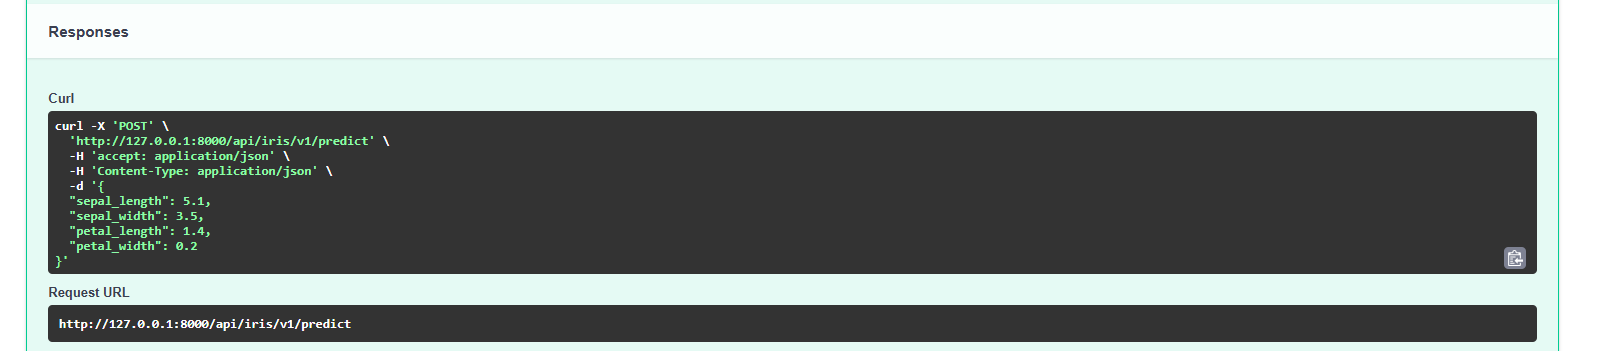 Responses
Curl
curl -X 'POST' \
  'http://127.0.0.1:8000/api/iris/v1/predict' \
  -H 'accept: application/json' \
  -H 'Content-Type: application/json' \
  -d '{
  "sepal_length": 5.1,
  "sepal_width": 3.5,
  "petal_length": 1.4,
  "petal_width": 0.2
}'
Request URL
http://127.0.0.1:8000/api/iris/v1/predict